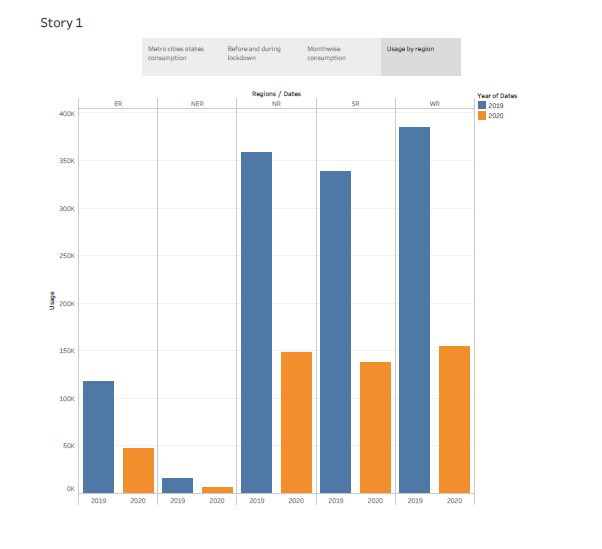 Story 1
Metro cities states consumption
Before and during lockdown
Monthwise consumption
Usage by region
Regions / Dates
Year of Dates
ER NER NR SR WR
2019
2020
400K
350K
300K
250K
200K
150K
100K
50K
0K
Usage
2019 2020 2019 2020 2019 2020 2019 2020 2019 2020